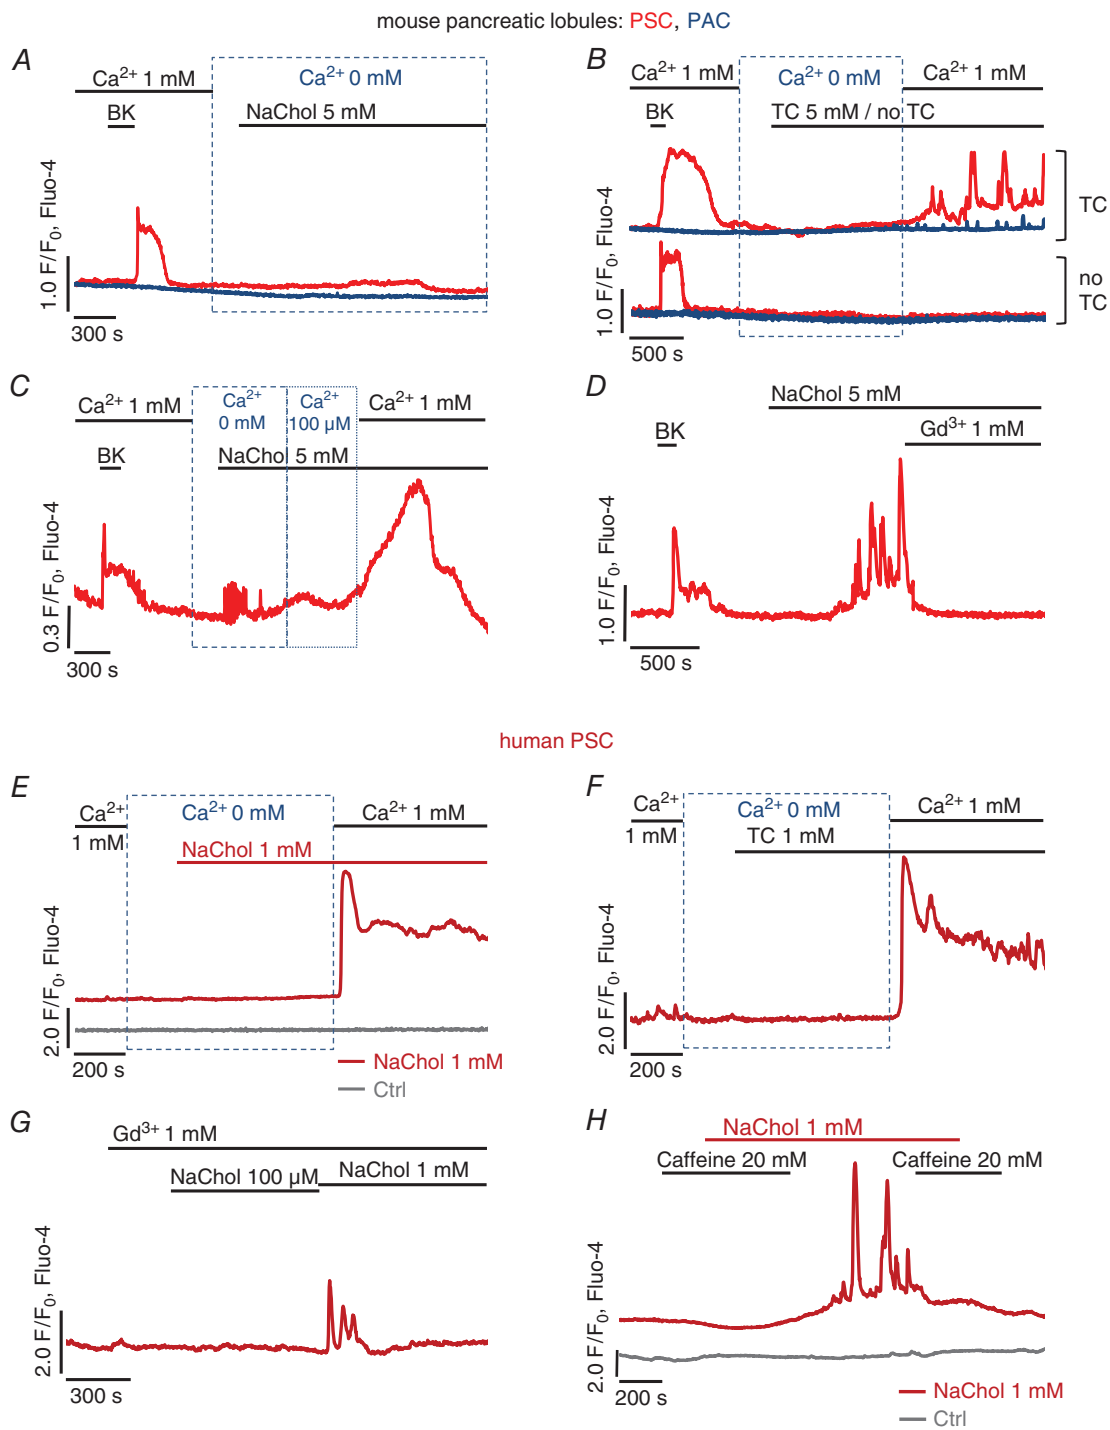 mouse pancreatic lobules: PSC, PAC
A
Ca²⁺ 1 mM
Ca²⁺ 0 mM
BK
NaChol 5 mM
1.0 F/F₀, Fluo-4
300 s
B
Ca²⁺ 1 mM
Ca²⁺ 0 mM
Ca²⁺ 1 mM
BK
TC 5 mM / no TC
TC
no
TC
1.0 F/F₀, Fluo-4
500 s
C
Ca²⁺ 1 mM
Ca²⁺
0 mM
Ca²⁺
100 µM
Ca²⁺ 1 mM
BK
NaChol 5 mM
0.3 F/F₀, Fluo-4
300 s
D
NaChol 5 mM
BK
Gd³⁺ 1 mM
1.0 F/F₀, Fluo-4
500 s
human PSC
E
Ca²⁺
1 mM
Ca²⁺ 0 mM
Ca²⁺ 1 mM
NaChol 1 mM
2.0 F/F₀, Fluo-4
200 s
NaChol 1 mM
Ctrl
F
Ca²⁺
1 mM
Ca²⁺ 0 mM
Ca²⁺ 1 mM
TC 1 mM
2.0 F/F₀, Fluo-4
200 s
G
Gd³⁺ 1 mM
NaChol 100 µM
NaChol 1 mM
2.0 F/F₀, Fluo-4
300 s
H
NaChol 1 mM
Caffeine 20 mM
Caffeine 20 mM
2.0 F/F₀, Fluo-4
200 s
NaChol 1 mM
Ctrl